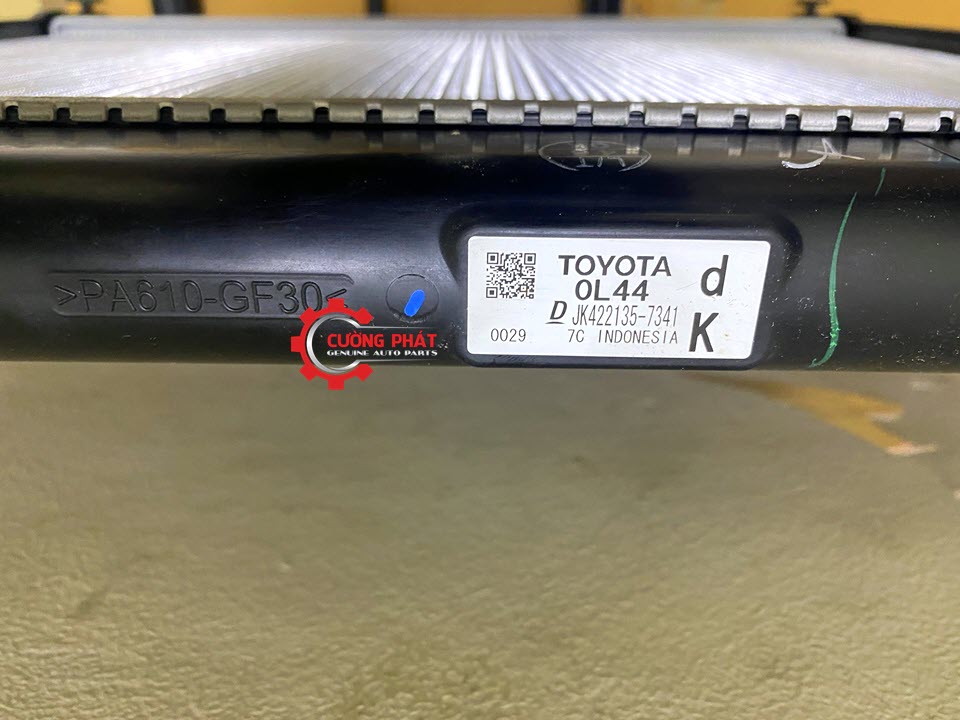 >PA610-GF30<
CƯỜNG PHÁT
GENUINE AUTO PARTS
TOYOTA
0L44
d
D JK422135-7341
0029
7C INDONESIA
K